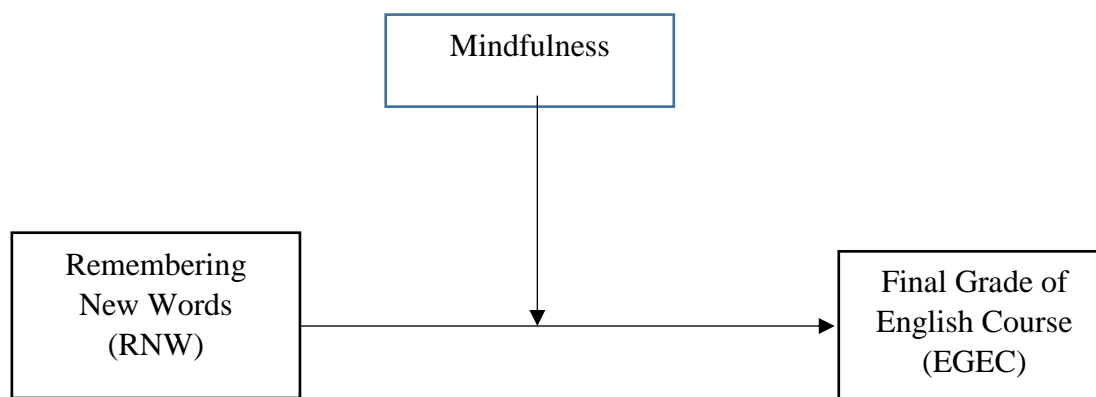 Mindfulness
Remembering
New Words
(RNW)
Final Grade of
English Course
(EGEC)